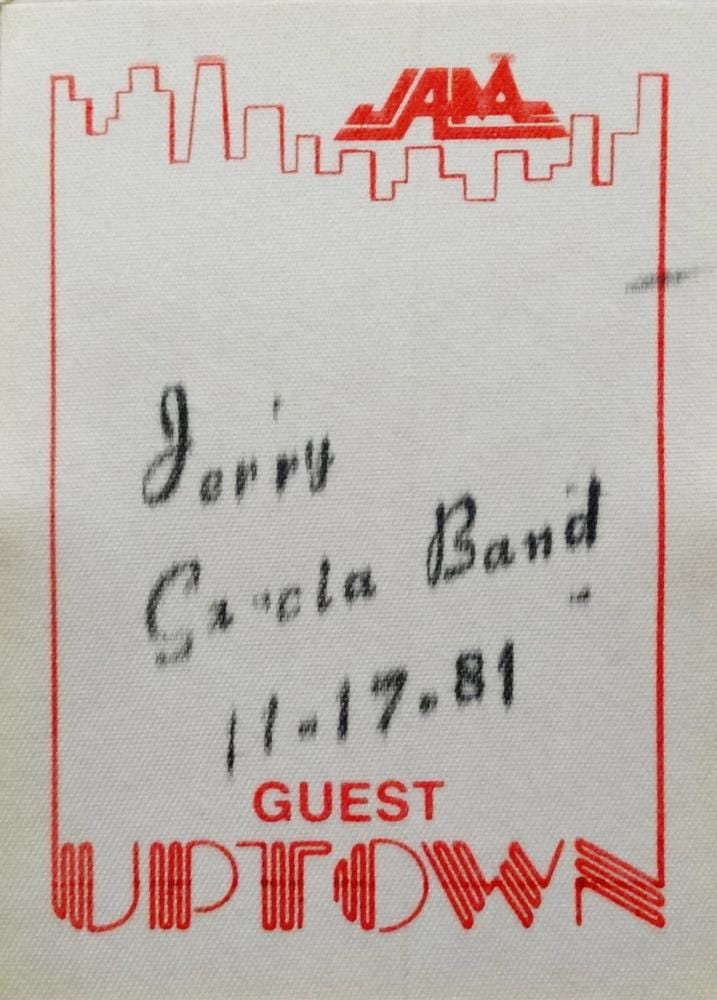 JAM
Jerry
Garcia Band
11-17-81
GUEST
UPTOWN